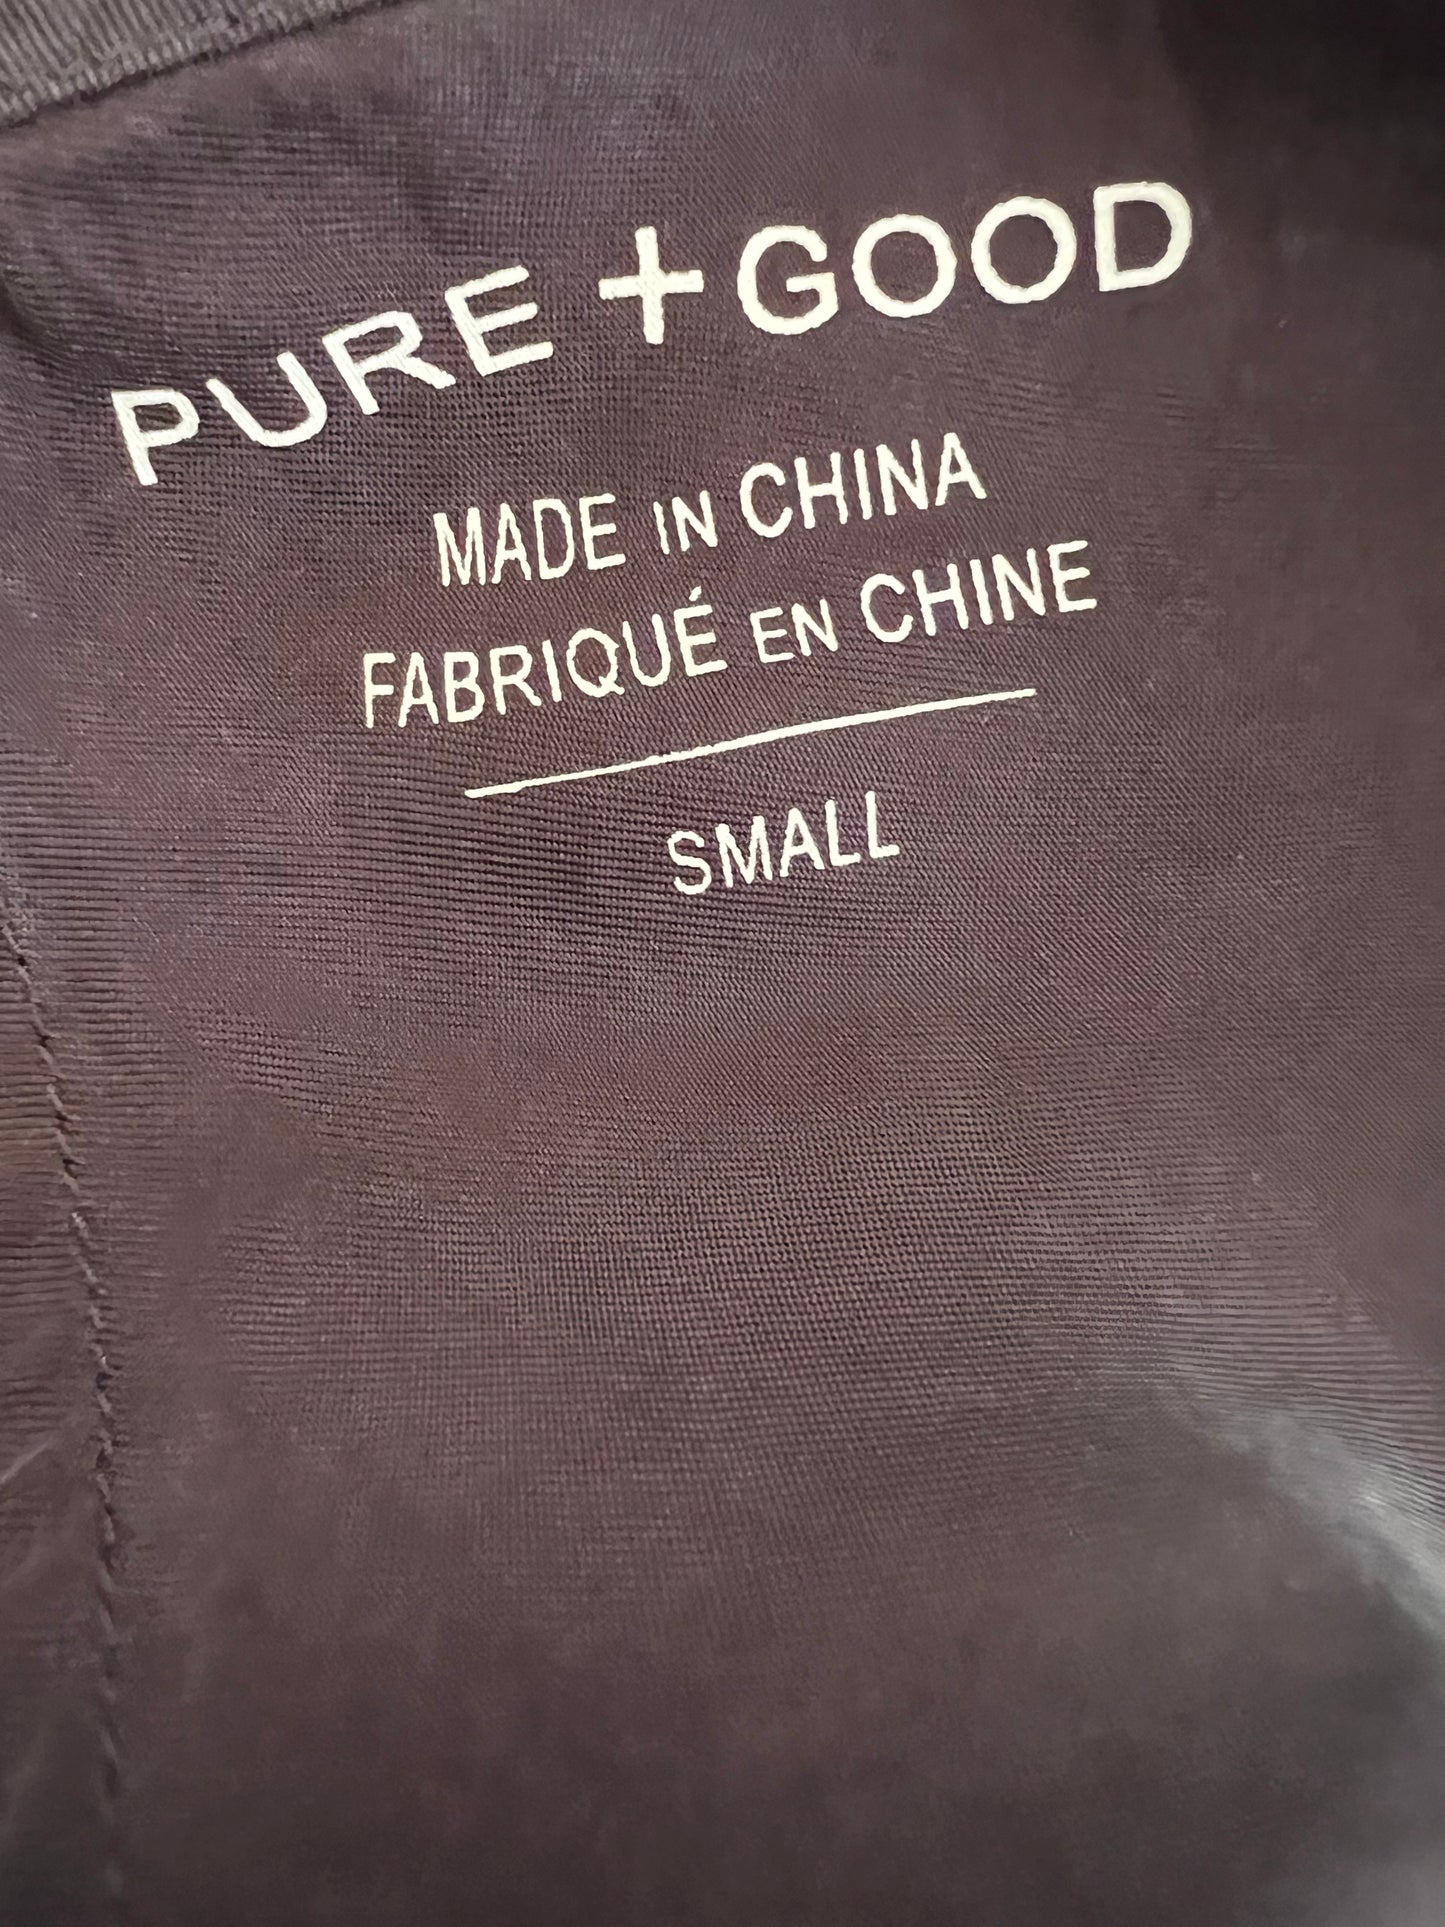 PURE + GOOD
MADE IN CHINA
FABRIQUÉ EN CHINE
SMALL